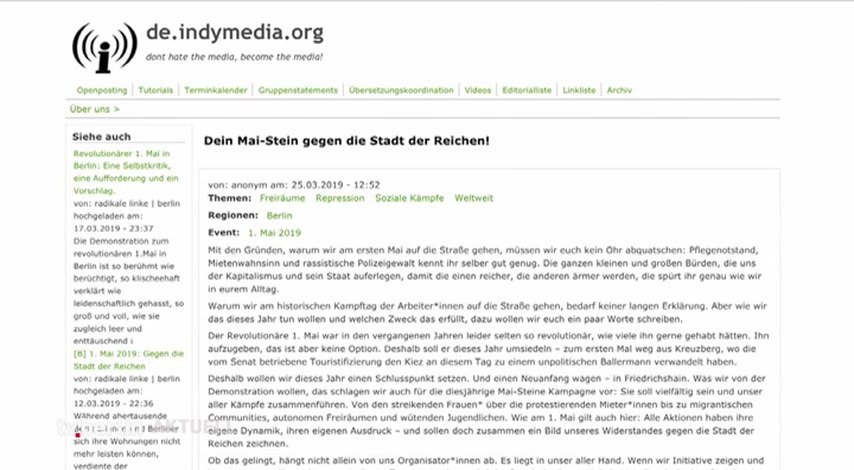 de.indymedia.org
dont hate the media, become the media!
Openposting Tutorials Terminkalender Gruppenstatements Übersetzungskoordination Videos Editorialliste Linkliste Archiv
Über uns >
Siehe auch
Revolutionärer 1. Mai in
Berlin: Eine Selbstkritik,
eine Aufforderung und ein
Vorschlag.
von: radikale linke | berlin
hochgeladen am:
17.03.2019 - 23:37
Die Demonstration zum
revolutionären 1.Mai in
Berlin ist so berühmt wie
berüchtigt, so klischeehaft
verklärt wie
leidenschaftlich gehasst, so
groß und voll, wie sie
zugleich leer und
enttäuschend i
[B] 1. Mai 2019: Gegen die
Stadt der Reichen
von: radikale linke | berlin
hochgeladen am:
12.03.2019 - 22:36
Während abertausende
Berliner
sich ihre Wohnungen nicht
mehr leisten können,
verdiente der
tv.berlin AKTUELL
Dein Mai-Stein gegen die Stadt der Reichen!
von: anonym am: 25.03.2019 - 12:52
Themen: Freiräume Repression Soziale Kämpfe Weltweit
Regionen: Berlin
Event: 1. Mai 2019
Mit den Gründen, warum wir am ersten Mai auf die Straße gehen, müssen wir euch kein Ohr abquatschen: Pflegenotstand,
Mietenwahnsinn und rassistische Polizeigewalt kennt ihr selber gut genug. Die ganzen kleinen und großen Bürden, die uns
der Kapitalismus und sein Staat auferlegen, damit die einen reicher, die anderen ärmer werden, die spürt ihr genau wie wir
in eurem Alltag.
Warum wir am historischen Kampftag der Arbeiter*innen auf die Straße gehen, bedarf keiner langen Erklärung. Aber wie wir
das dieses Jahr tun wollen und welchen Zweck das erfüllt, dazu wollen wir euch ein paar Worte schreiben.
Der Revolutionäre 1. Mai war in den vergangenen Jahren leider selten so revolutionär, wie viele ihn gerne gehabt hätten. Ihn
aufzugeben, das ist aber keine Option. Deshalb soll er dieses Jahr umsiedeln – zum ersten Mal weg aus Kreuzberg, wo die
vom Senat betriebene Touristifizierung den Kiez an diesem Tag zu einem unpolitischen Ballermann verwandelt haben.
Deshalb wollen wir dieses Jahr einen Schlusspunkt setzen. Und einen Neuanfang wagen – in Friedrichshain. Was wir von der
Demonstration wollen, das schlagen wir auch für die diesjährige Mai-Steine Kampagne vor: Sie soll vielfältig sein und unser
aller Kämpfe zusammenführen. Von den streikenden Frauen* über die protestierenden Mieter*innen bis zu migrantischen
Communities, autonomen Freiräumen und wütenden Jugendlichen. Wie am 1. Mai gilt auch hier: Alle Aktionen haben ihre
eigene Dynamik, ihren eigenen Ausdruck – und sollen doch zusammen ein Bild unseres Widerstandes gegen die Stadt der
Reichen zeichnen.
Ob das gelingt, hängt nicht allein von uns Organisator*innen ab. Es liegt in unser aller Hand. Wenn wir Initiative zeigen und